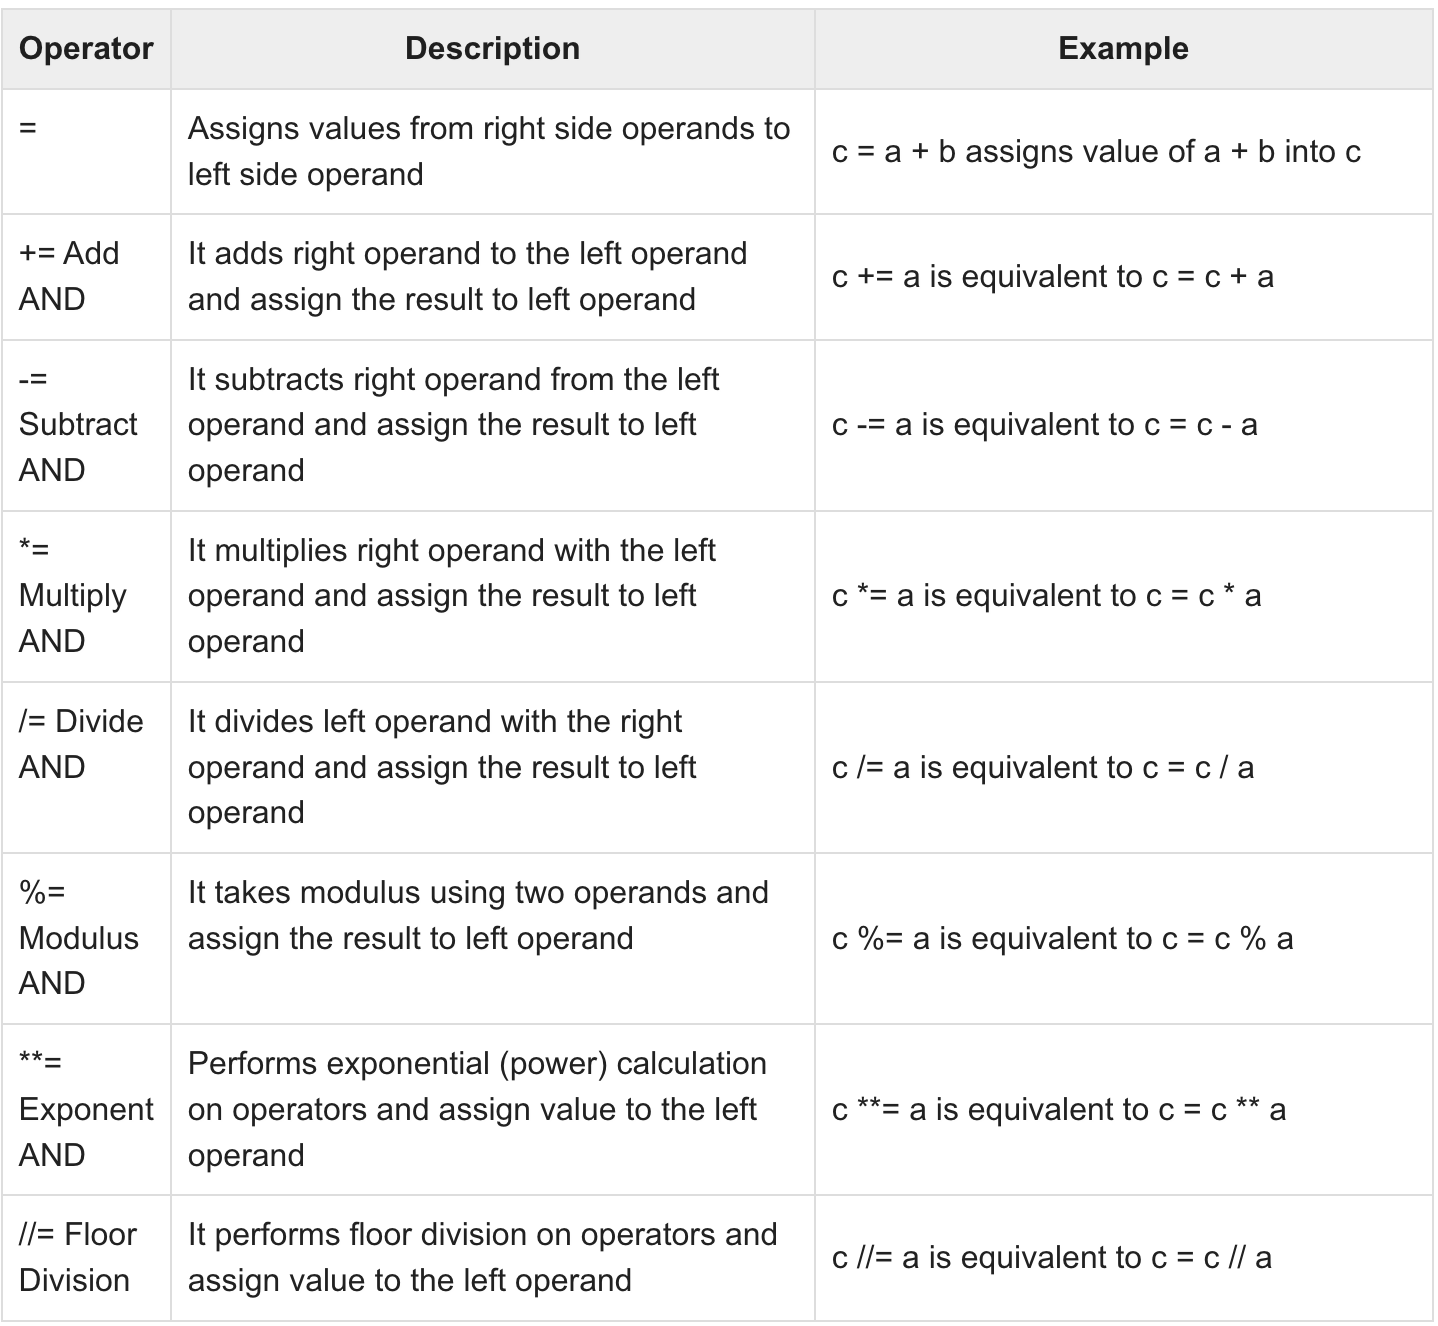 Operator Description Example
=
Assigns values from right side operands to
left side operand
c = a + b assigns value of a + b into c
+= Add
AND
It adds right operand to the left operand
and assign the result to left operand
c += a is equivalent to c = c + a
-=
Subtract
AND
It subtracts right operand from the left
operand and assign the result to left
operand
c -= a is equivalent to c = c - a
*=
Multiply
AND
It multiplies right operand with the left
operand and assign the result to left
operand
c *= a is equivalent to c = c * a
/= Divide
AND
It divides left operand with the right
operand and assign the result to left
operand
c /= a is equivalent to c = c / a
%=
Modulus
AND
It takes modulus using two operands and
assign the result to left operand
c %= a is equivalent to c = c % a
**=
Exponent
AND
Performs exponential (power) calculation
on operators and assign value to the left
operand
c **= a is equivalent to c = c ** a
//= Floor
Division
It performs floor division on operators and
assign value to the left operand
c //= a is equivalent to c = c // a